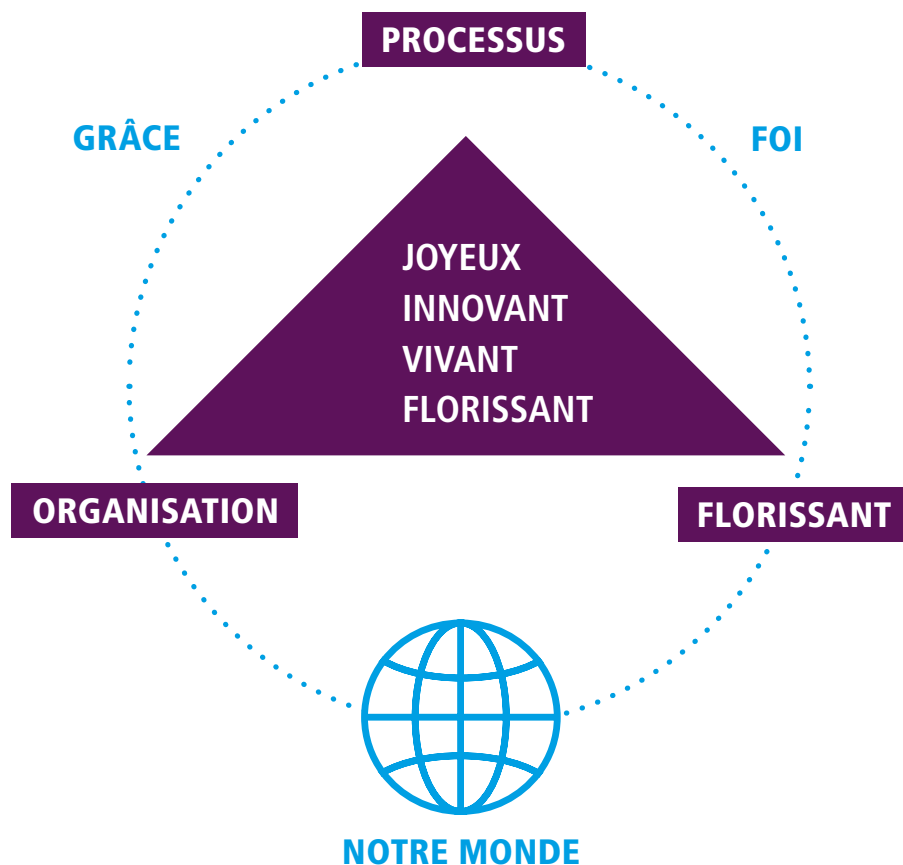 PROCESSUS
GRÂCE
FOI
JOYEUX
INNOVANT
VIVANT
FLORISSANT
ORGANISATION
FLORISSANT
NOTRE MONDE